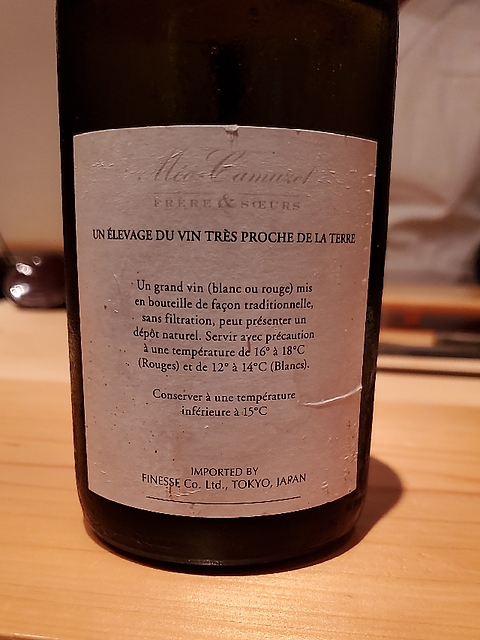 Méo-Camuzet
FRÈRE & SŒURS
UN ÉLEVAGE DU VIN TRÈS PROCHE DE LA TERRE
Un grand vin (blanc ou rouge) mis
en bouteille de façon traditionnelle,
sans filtration, peut présenter un
dépôt naturel. Servir avec précaution
à une température de 16° à 18°C
(Rouges) et de 12° à 14°C (Blancs).
Conserver à une température
inférieure à 15°C
IMPORTED BY
FINESSE Co. Ltd., TOKYO, JAPAN